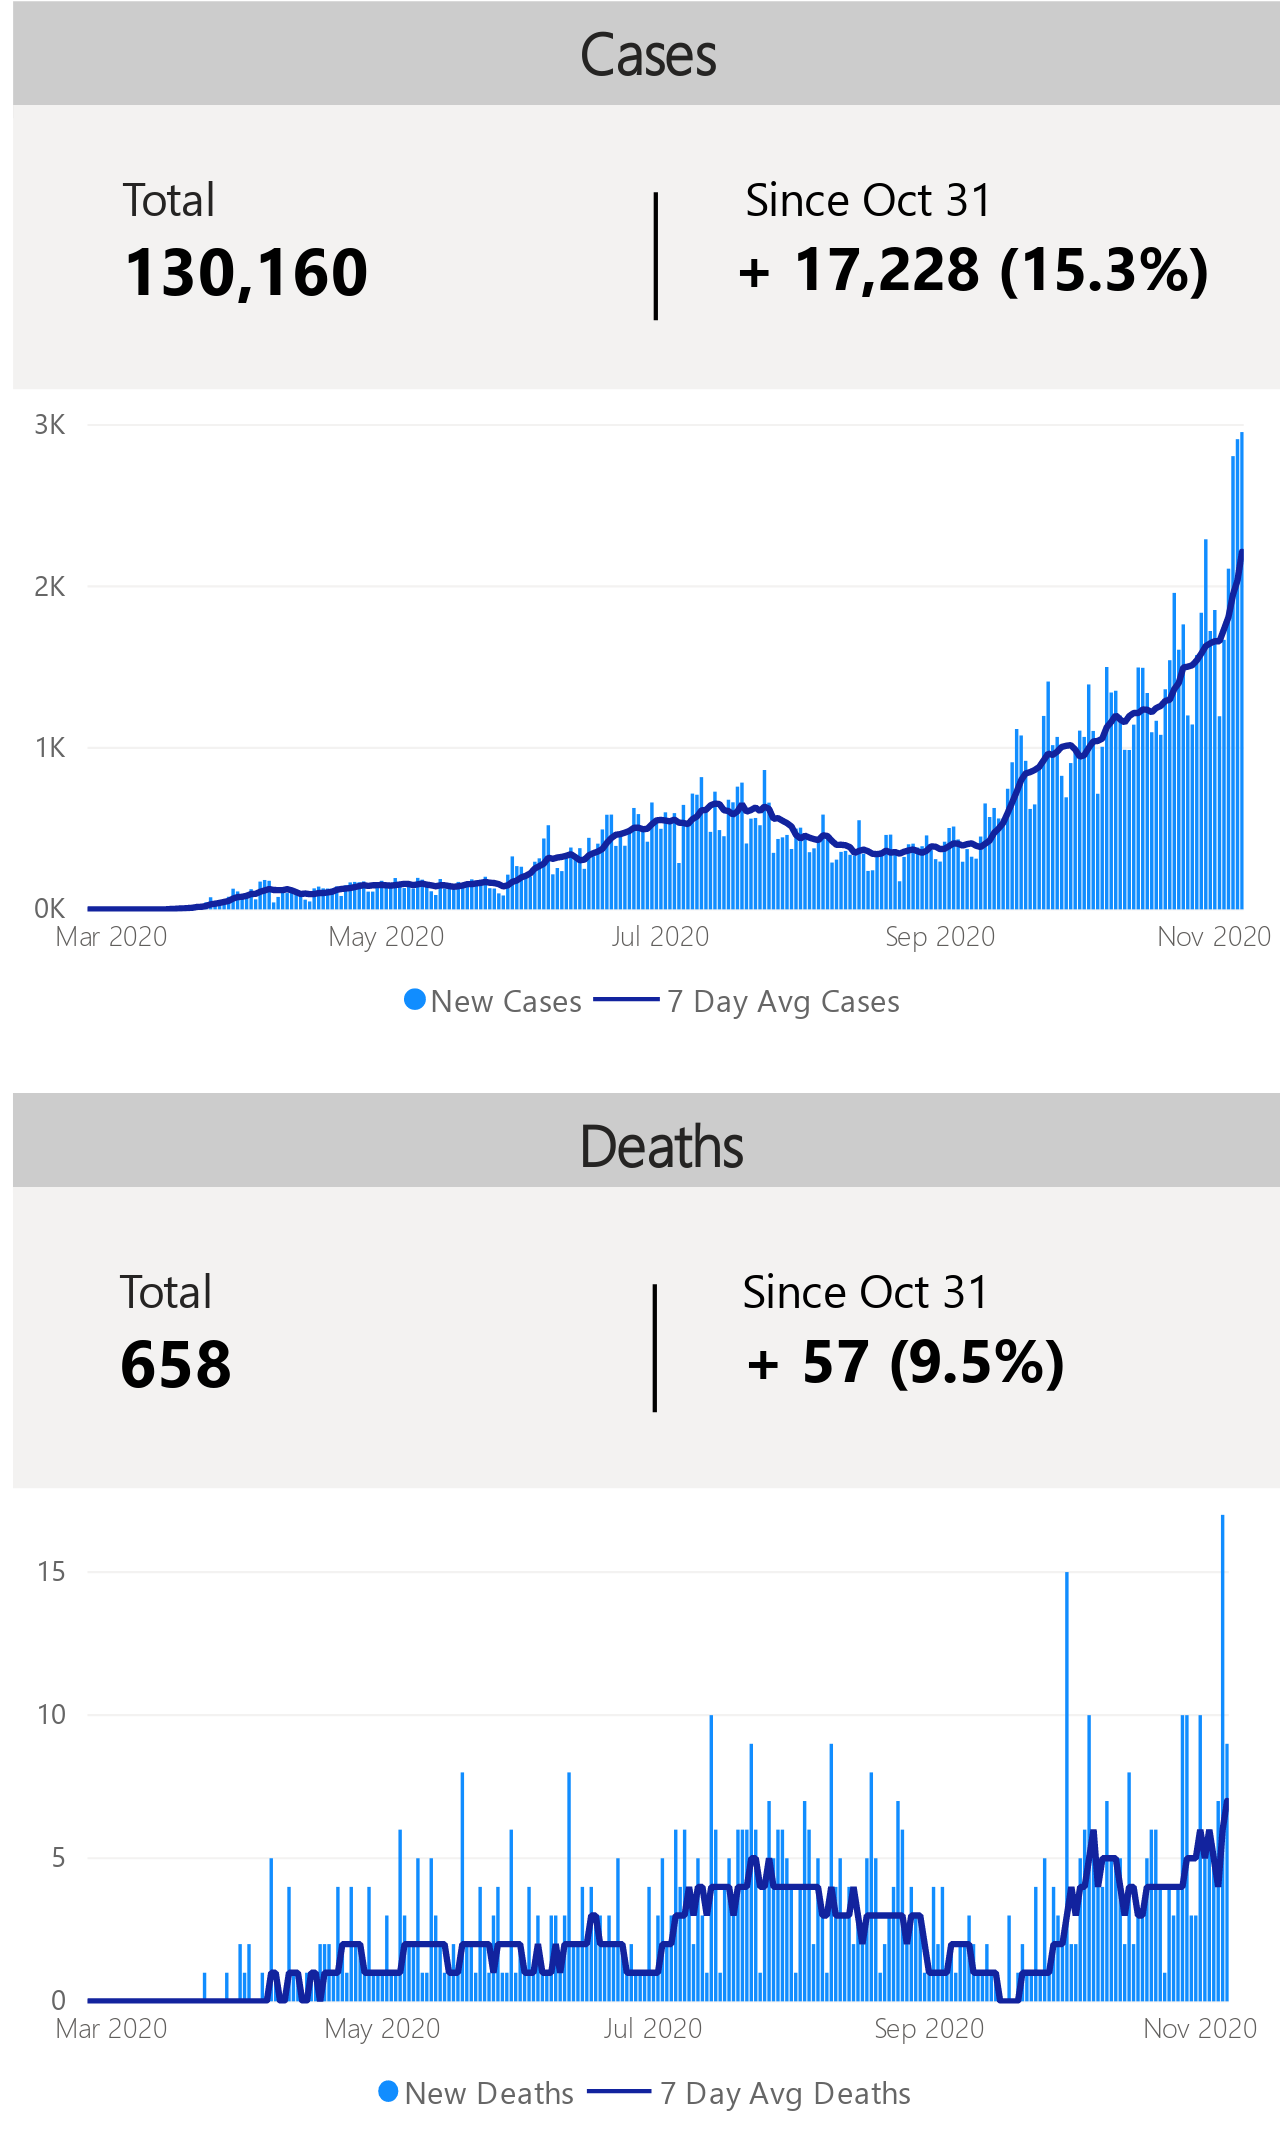 Cases
Total
Since Oct 31
130,160
+ 17,228 (15.3%)
3K
2K
1K
0K
Mar 2020 May 2020 Jul 2020 Sep 2020 Nov 2020
New Cases 7 Day Avg Cases
Deaths
Total
Since Oct 31
658
+ 57 (9.5%)
15
10
5
0
Mar 2020 May 2020 Jul 2020 Sep 2020 Nov 2020
New Deaths 7 Day Avg Deaths